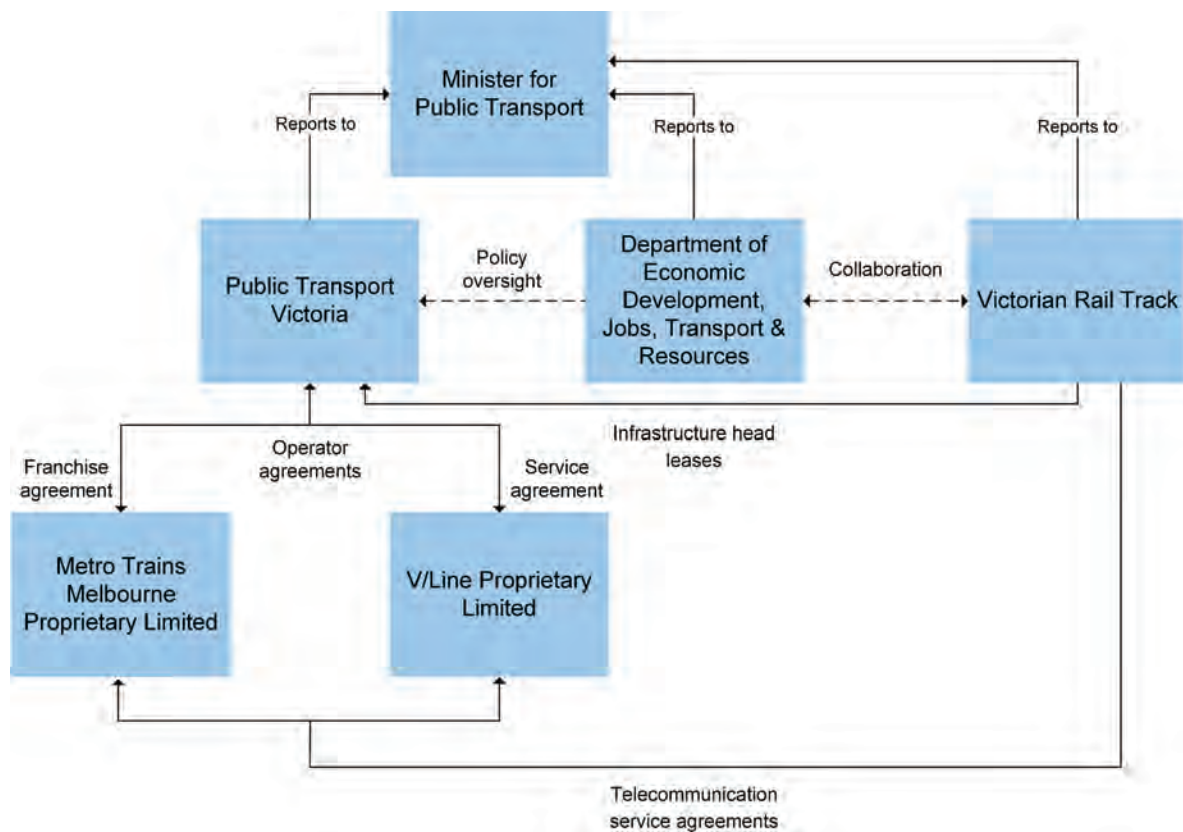 Minister for
Public Transport
Reports to
Reports to
Reports to
Public Transport
Victoria
Policy
oversight
Department of
Economic
Development,
Jobs, Transport &
Resources
Collaboration
Victorian Rail Track
Infrastructure head
leases
Operator
agreements
Franchise
agreement
Service
agreement
Metro Trains
Melbourne
Proprietary Limited
V/Line Proprietary
Limited
Telecommunication
service agreements